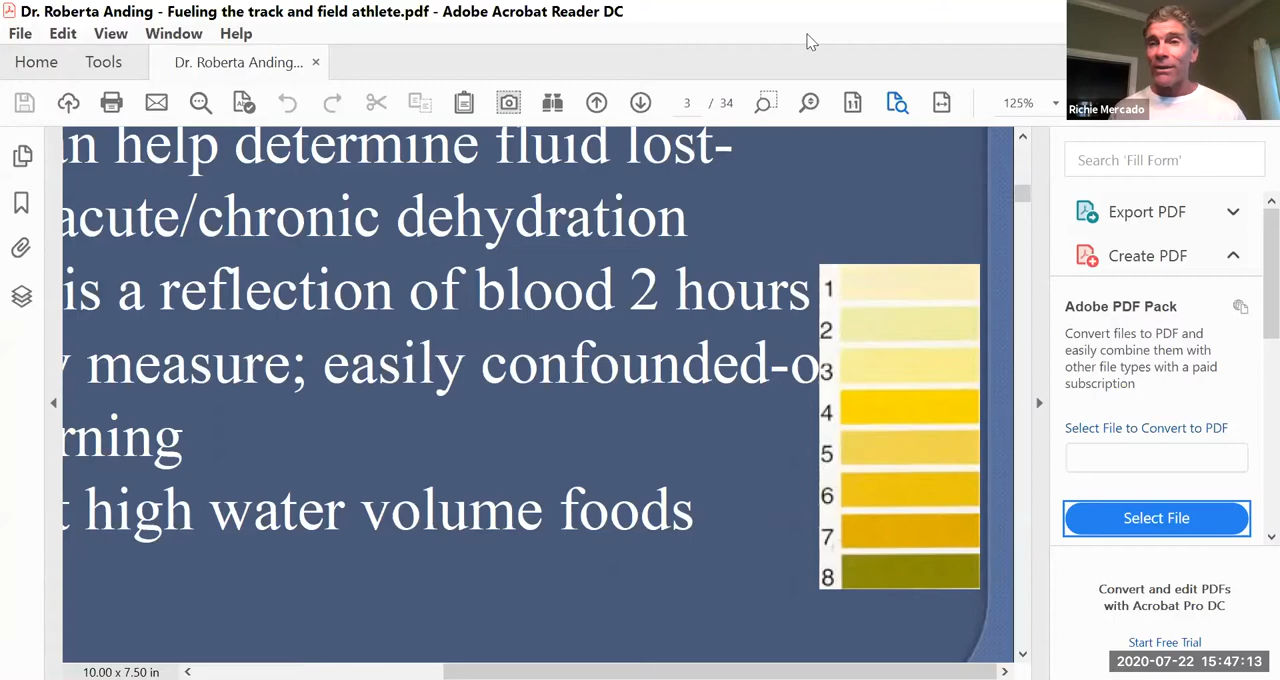 Dr. Roberta Anding - Fueling the track and field athlete.pdf - Adobe Acrobat Reader DC
File Edit View Window Help
Home Tools Dr. Roberta Anding... ×
3 / 34 125%
Richie Mercado
an help determine fluid lost-
acute/chronic dehydration
is a reflection of blood 2 hours
y measure; easily confounded-o
rning
t high water volume foods
1
2
3
4
5
6
7
8
10.00 x 7.50 in
Search 'Fill Form'
Export PDF
Create PDF
Adobe PDF Pack
Convert files to PDF and
easily combine them with
other file types with a paid
subscription
Select File to Convert to PDF
Select File
Convert and edit PDFs
with Acrobat Pro DC
Start Free Trial
2020-07-22 15:47:13